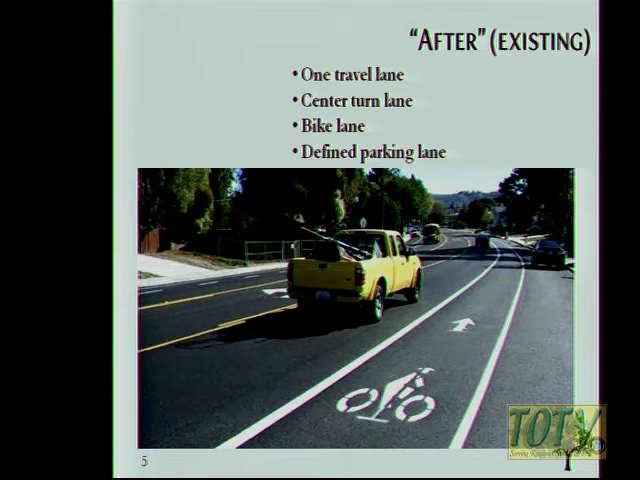 "AFTER" (EXISTING)
• One travel lane
• Center turn lane
• Bike lane
• Defined parking lane
5
TOTV